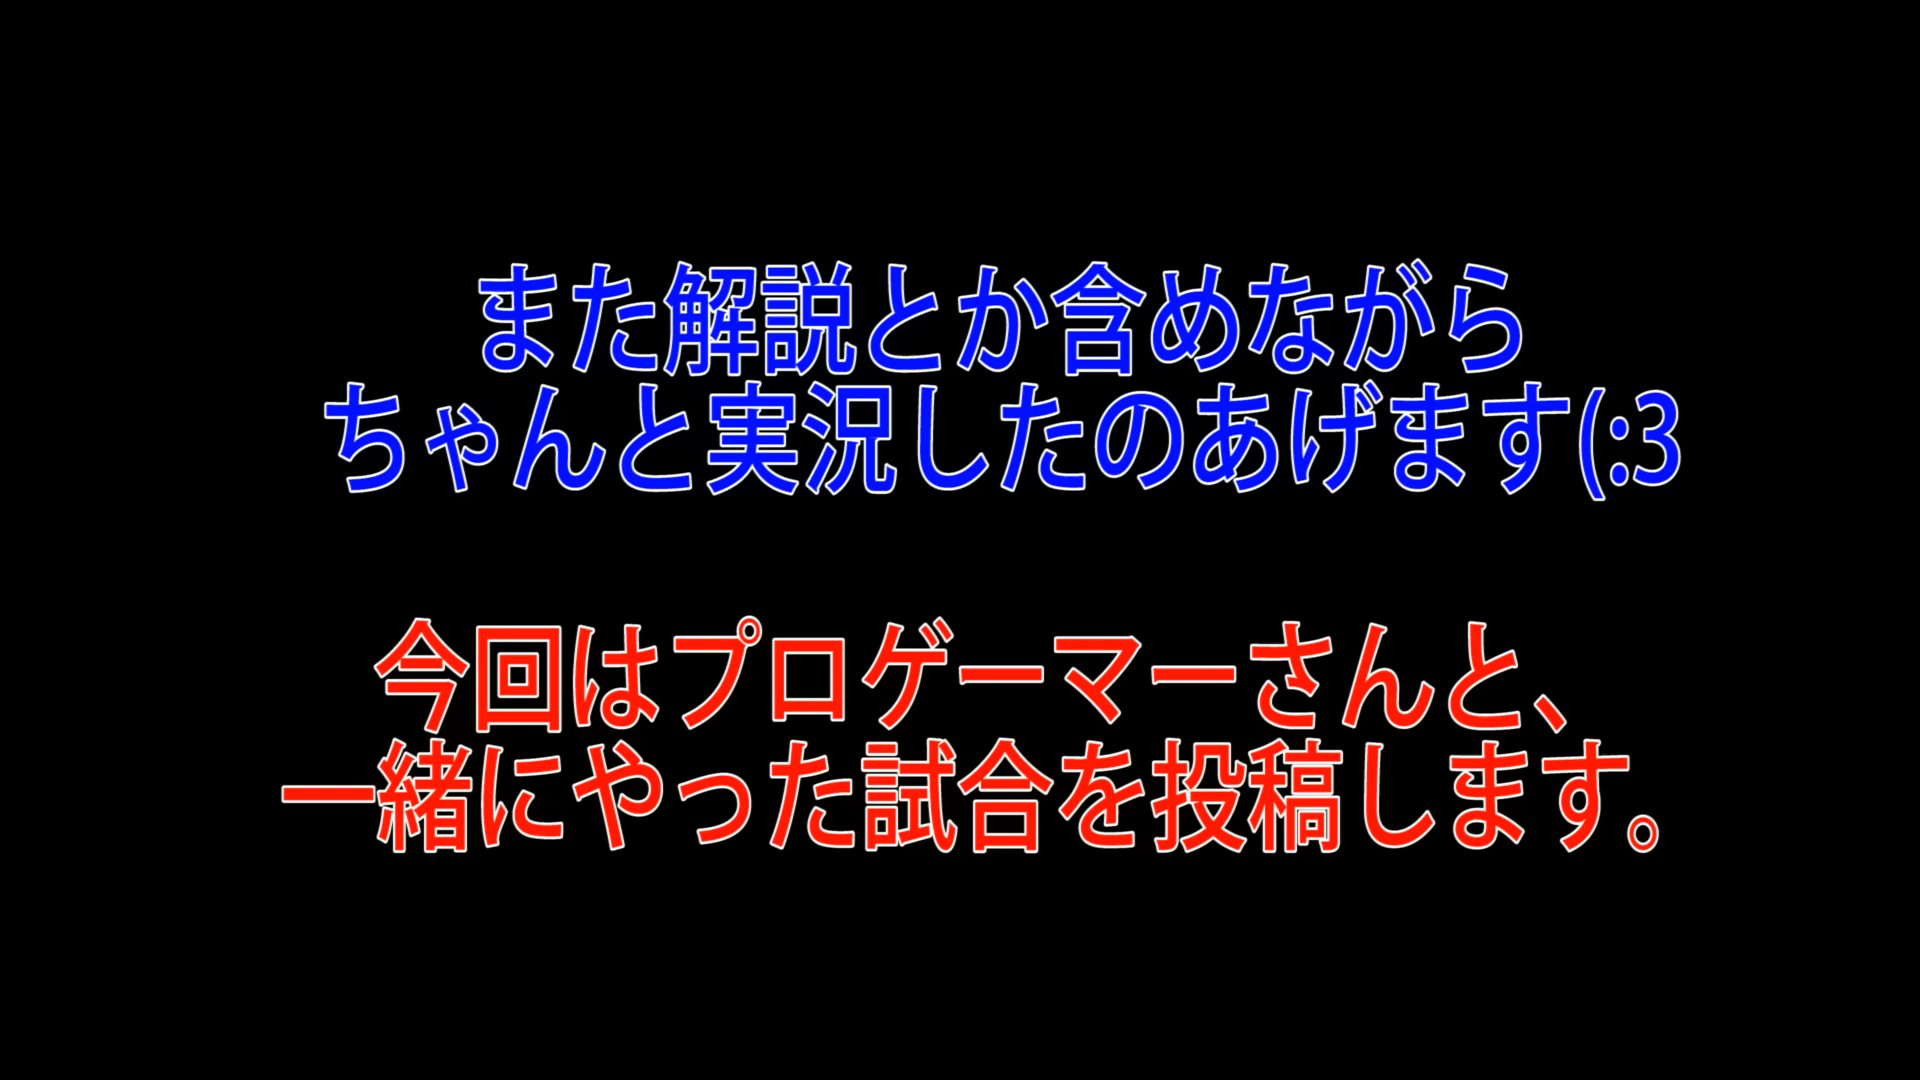 また解説とか含めながら
ちゃんと実況したのあげます(:3
今回はプロゲーマーさんと、
一緒にやった試合を投稿します。